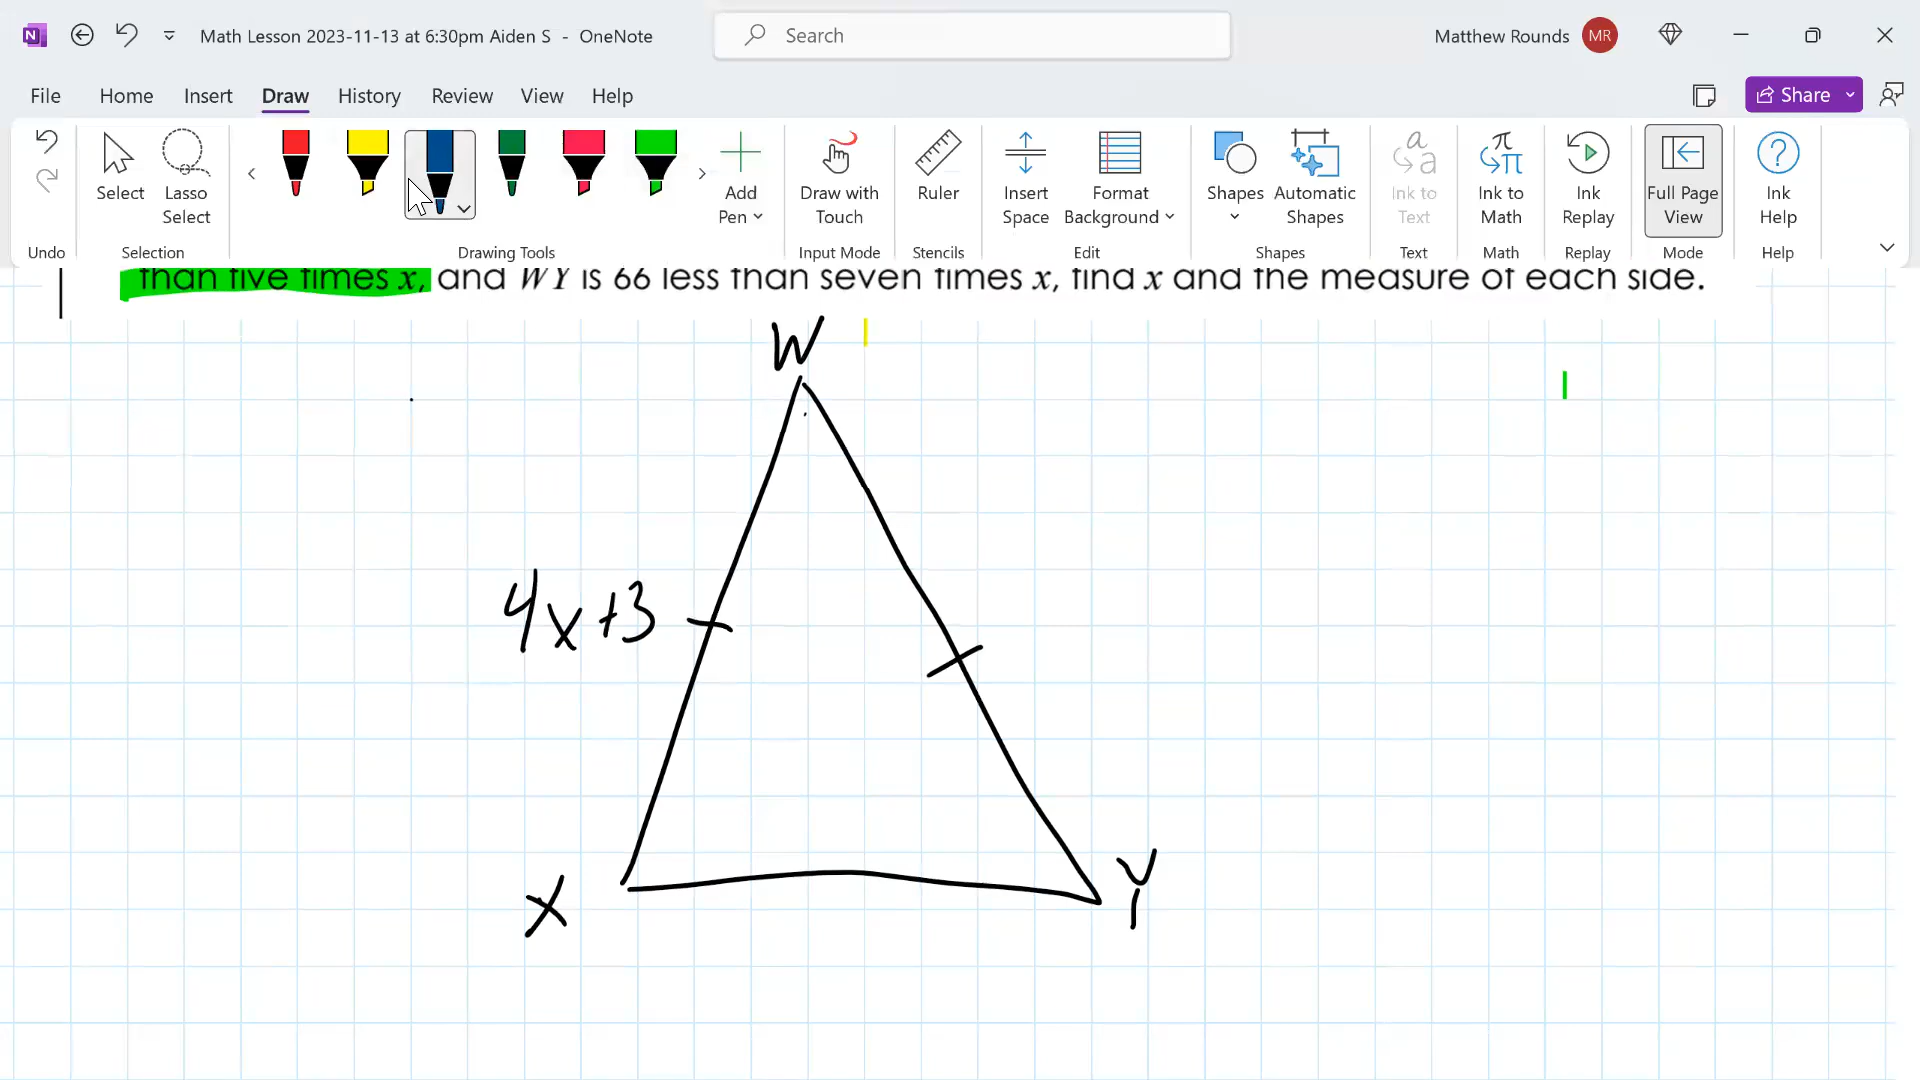 Math Lesson 2023-11-13 at 6:30pm Aiden S - OneNote
Search
Matthew Rounds MR
File Home Insert Draw History Review View Help
Share
Select
Lasso Select
Add Pen
Draw with Touch
Ruler
Insert Space
Format Background
Shapes
Automatic Shapes
Ink to Text
Ink to Math
Ink Replay
Full Page View
Ink Help
Undo Selection Drawing Tools Input Mode Stencils Edit Shapes Text Math Replay Mode Help
than five times x, and WY is 66 less than seven times x, find x and the measure of each side.
W
4x+3
X
Y